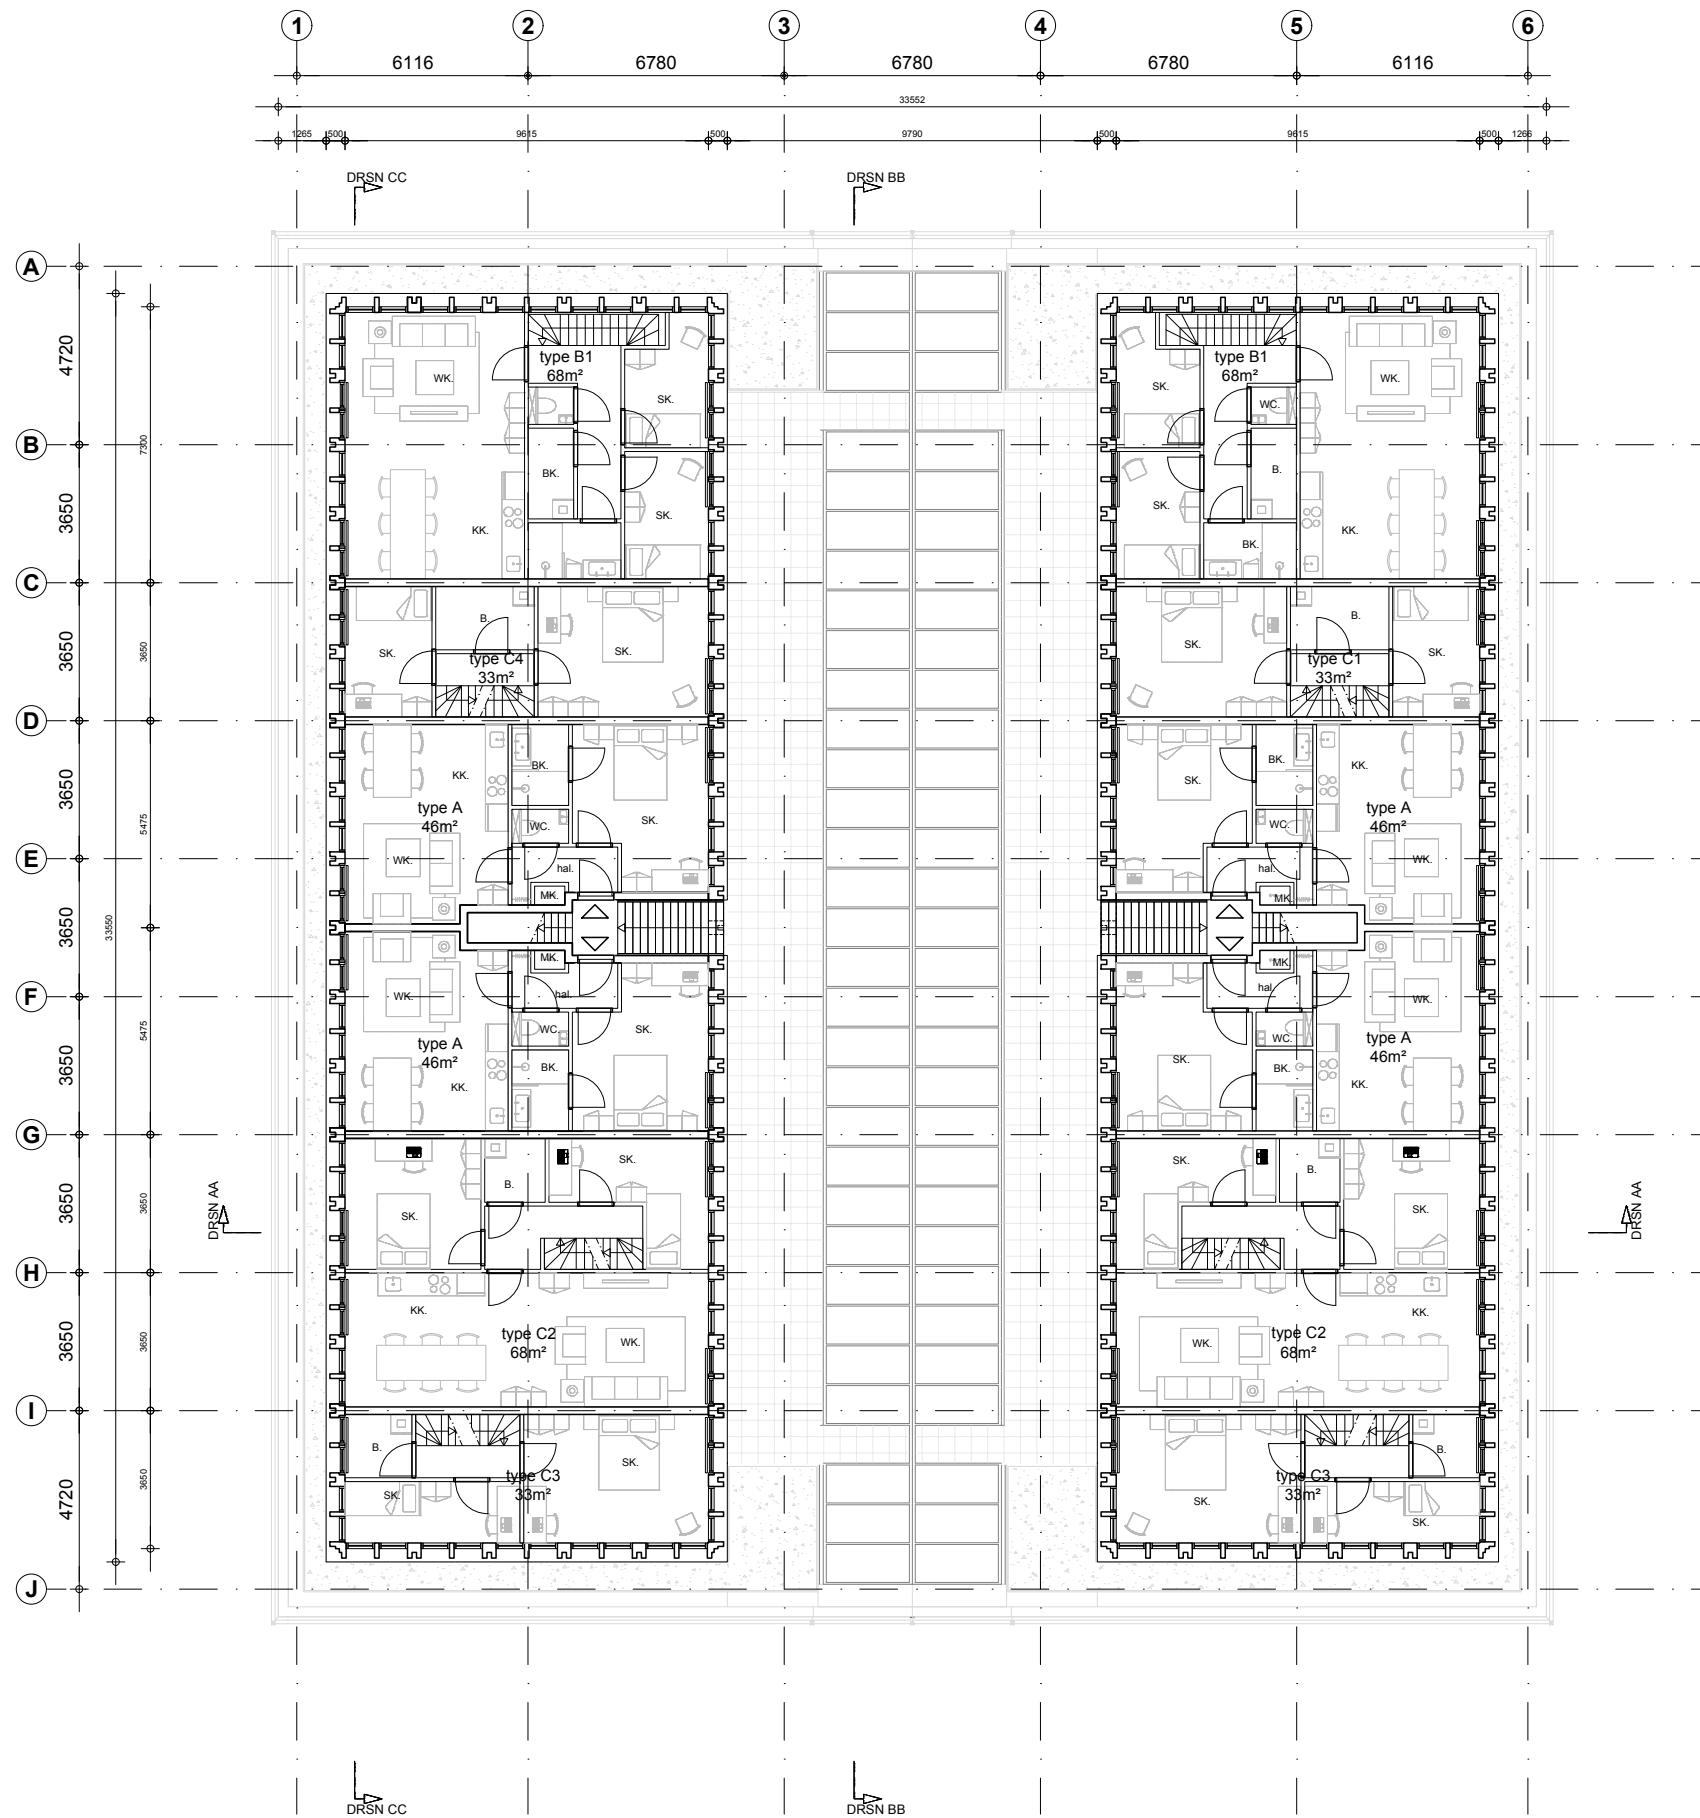 1 2 3 4 5 6
6116 6780 6780 6780 6116
33552
1265 500 9615 500 9790 500 9615 500 1266
DRSN CC DRSN BB
A
4720
type B1 type B1
68m² 68m²
WK. SK. SK. WC. WK.
B
7300
BK. B.
3650
KK. SK. SK. BK. KK.
C
B. B.
3650 3650
SK. type C4 SK. SK. type C1 SK.
33m² 33m²
D
3650
KK. BK. SK. BK. KK.
type A type A
46m² 46m²
5475
WC. SK. WC.
E
WK. hal. hal. WK.
MK. MK.
3650
33550
MK. MK.
F
WK. hal. hal. WK.
5475
WC. SK. WC.
type A type A
46m² 46m²
3650
KK. BK. SK. BK. KK.
G
SK. SK.
B. B.
3650 3650
DRSN AA SK. SK. DRSN AA
H
KK. KK.
type C2 type C2
68m² 68m²
3650 3650
WK. WK.
I
B. B.
SK. SK.
type C3 type C3
33m² 33m²
4720 3650
SK. SK.
J
DRSN CC DRSN BB